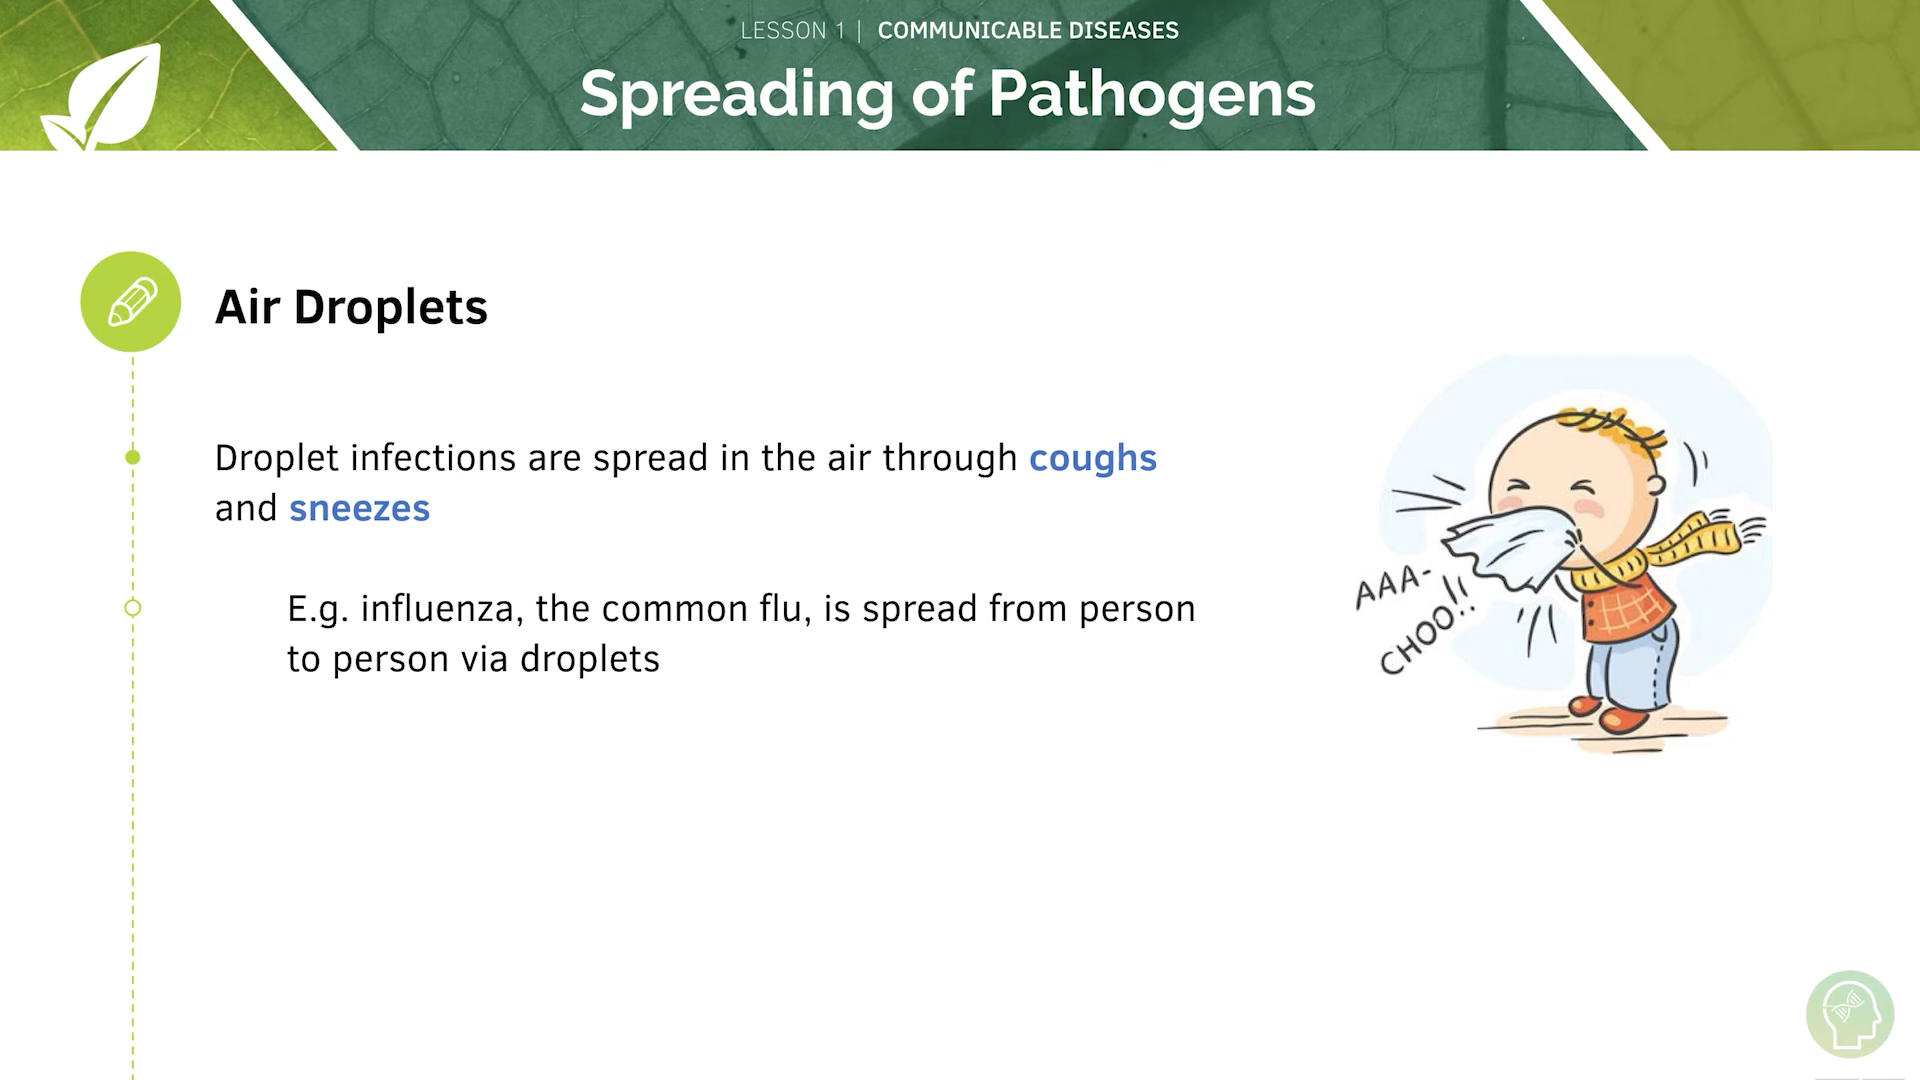 LESSON 1 | COMMUNICABLE DISEASES
Spreading of Pathogens
Air Droplets
Droplet infections are spread in the air through coughs
and sneezes
E.g. influenza, the common flu, is spread from person
to person via droplets
AAA-
CHOO!!